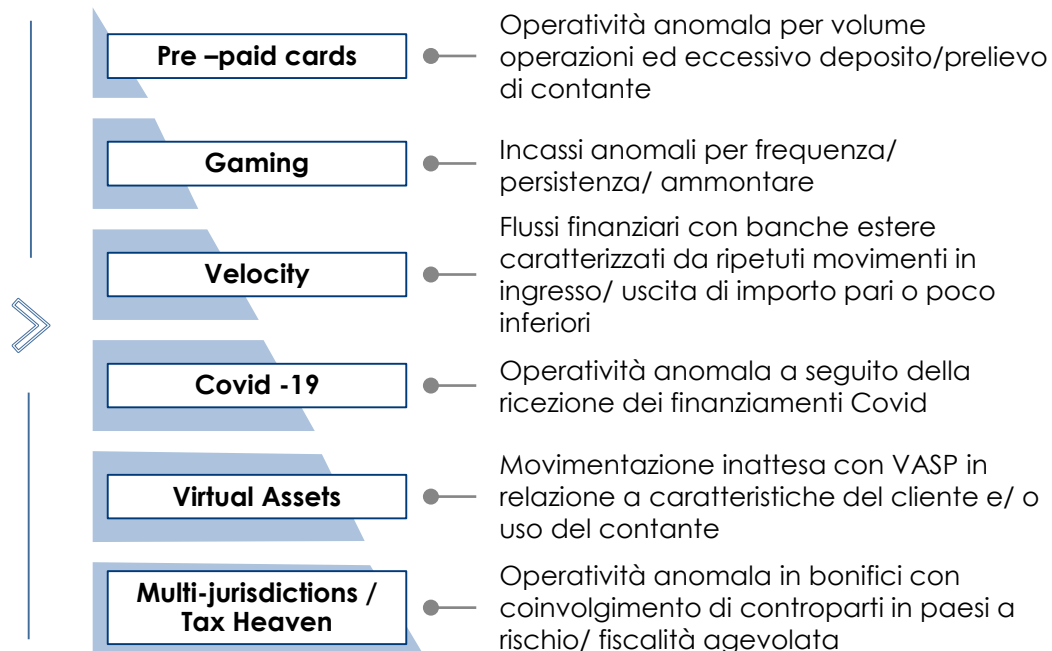 Pre –paid cards
Operatività anomala per volume
operazioni ed eccessivo deposito/prelievo
di contante
Gaming
Incassi anomali per frequenza/
persistenza/ ammontare
Velocity
Flussi finanziari con banche estere
caratterizzati da ripetuti movimenti in
ingresso/ uscita di importo pari o poco
inferiori
Covid -19
Operatività anomala a seguito della
ricezione dei finanziamenti Covid
Virtual Assets
Movimentazione inattesa con VASP in
relazione a caratteristiche del cliente e/ o
uso del contante
Multi-jurisdictions /
Tax Heaven
Operatività anomala in bonifici con
coinvolgimento di controparti in paesi a
rischio/ fiscalità agevolata